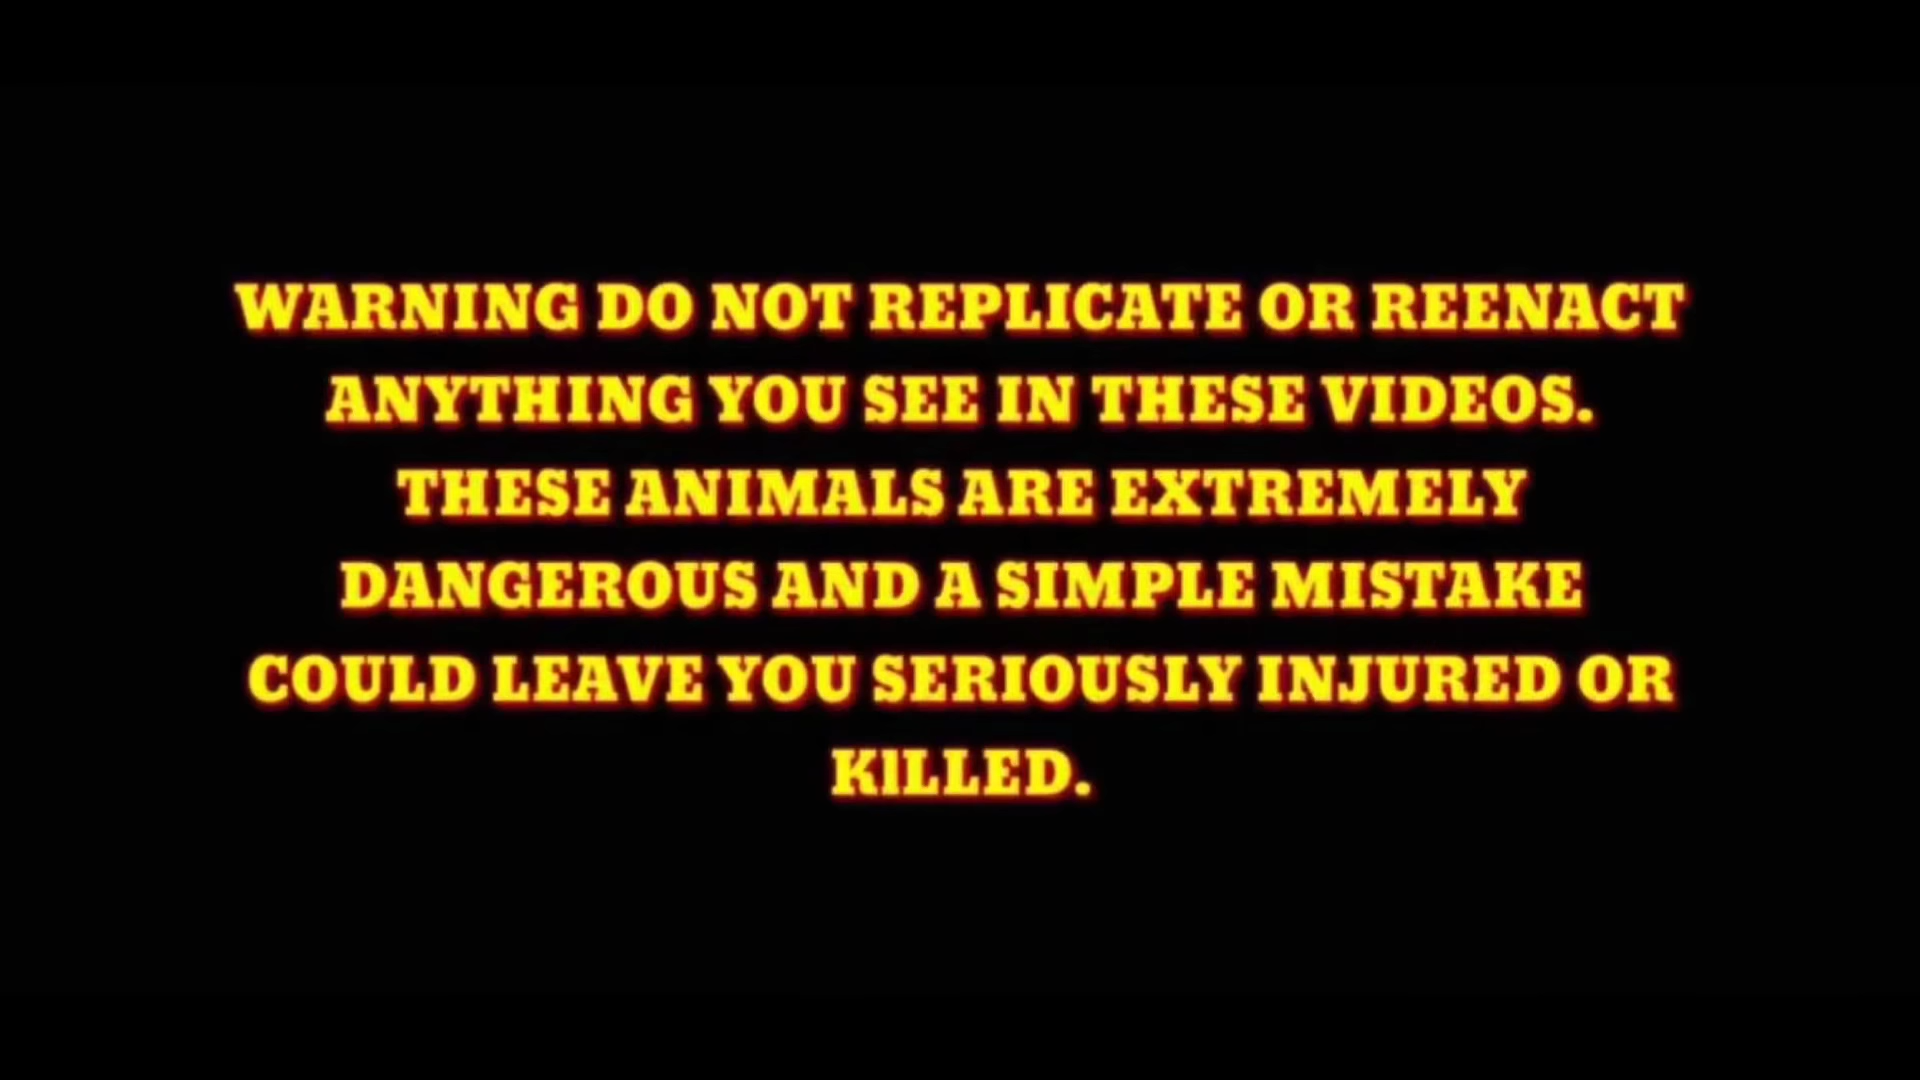 WARNING DO NOT REPLICATE OR REENACT
ANYTHING YOU SEE IN THESE VIDEOS.
THESE ANIMALS ARE EXTREMELY
DANGEROUS AND A SIMPLE MISTAKE
COULD LEAVE YOU SERIOUSLY INJURED OR
KILLED.